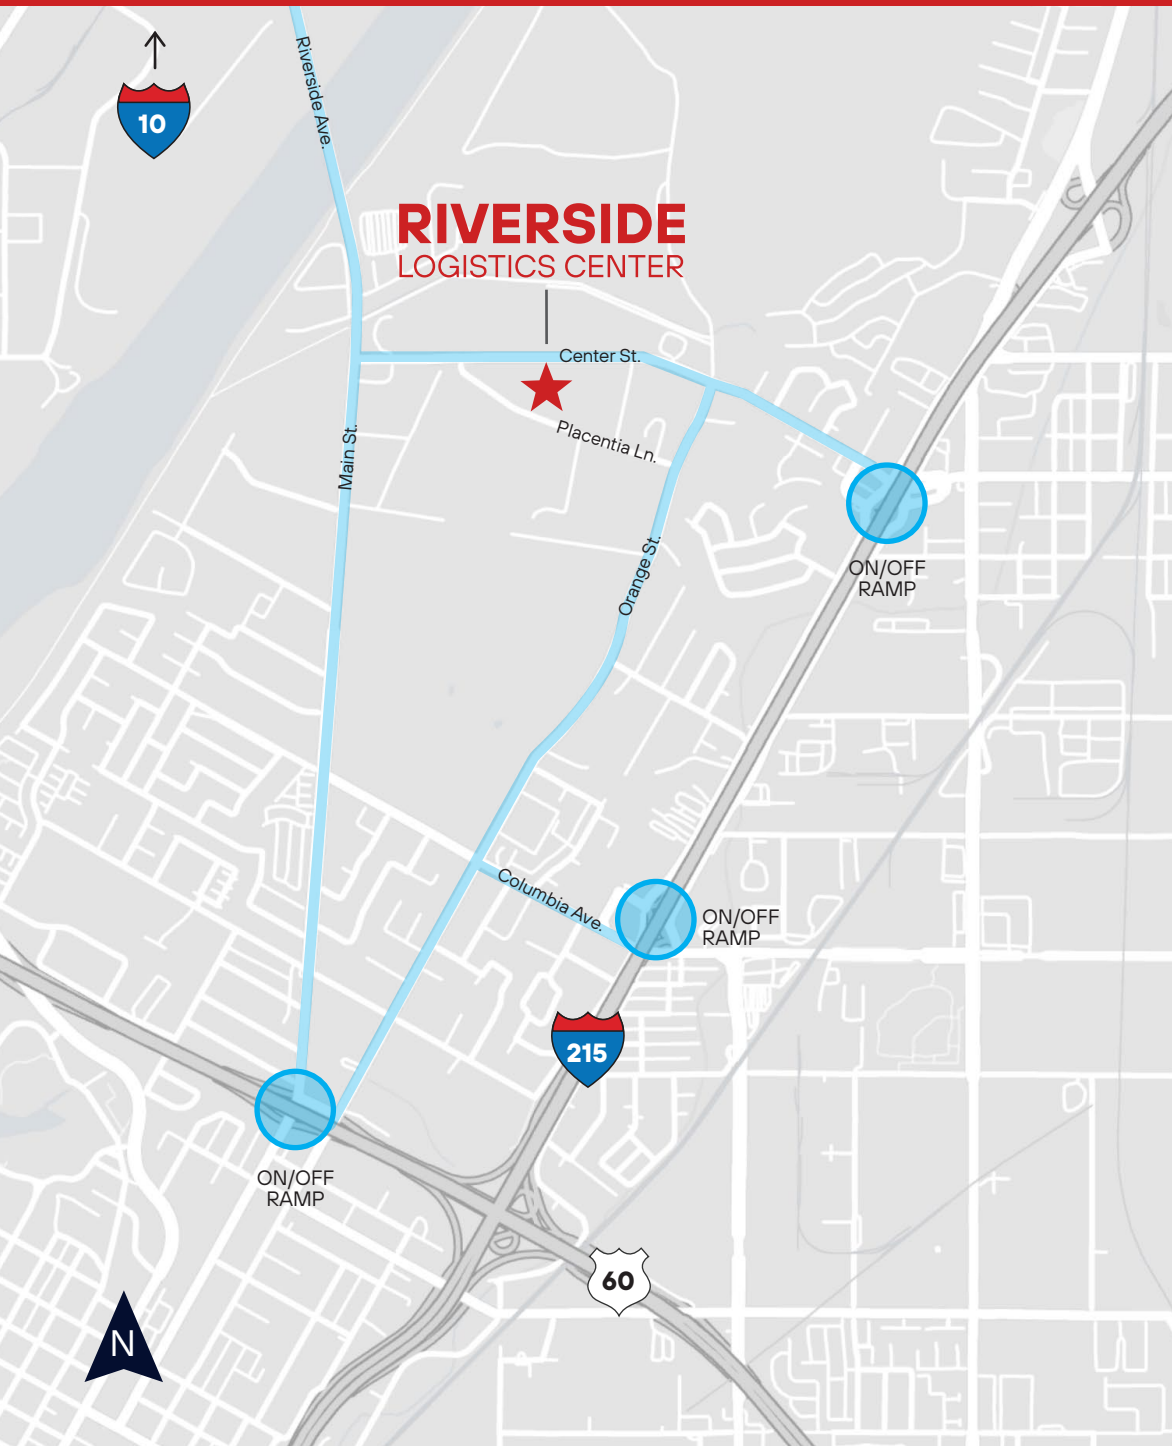 Riverside Ave.
10
RIVERSIDE
LOGISTICS CENTER
Center St.
Placentia Ln.
Main St.
Orange St.
ON/OFF
RAMP
Columbia Ave.
ON/OFF
RAMP
215
ON/OFF
RAMP
60
N